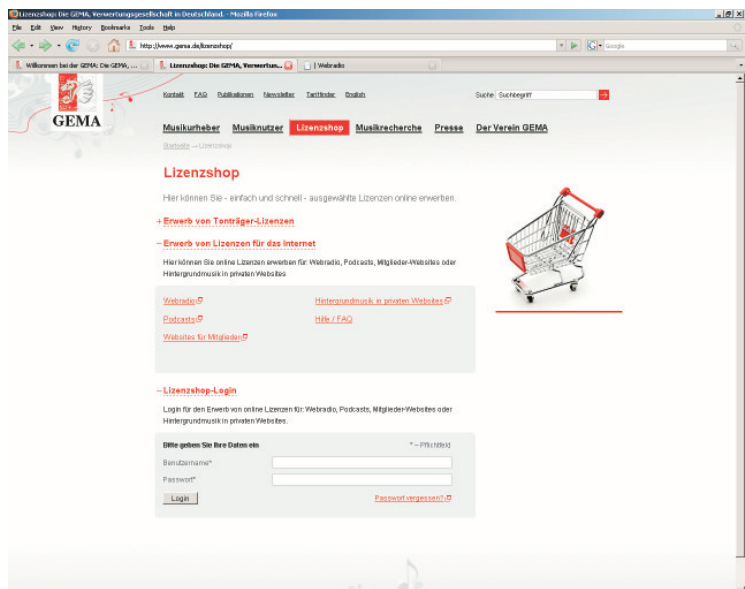 Lizenzshop: Die GEMA, Verwertungsgesellschaft in Deutschland. - Mozilla Firefox
File Edit View History Bookmarks Tools Help
http://www.gema.de/lizenzshop/
Google
Willkommen bei der GEMA: Die GEMA, ...
Lizenzshop: Die GEMA, Verwertun...
| Webradio
GEMA
Kontakt FAQ Publikationen Newsletter Tariffinder English
Suche Suchbegriff
Musikurheber Musiknutzer Lizenzshop Musikrecherche Presse Der Verein GEMA
Startseite → Lizenzshop
Lizenzshop
Hier können Sie - einfach und schnell - ausgewählte Lizenzen online erwerben.
+ Erwerb von Tonträger-Lizenzen
– Erwerb von Lizenzen für das Internet
Hier können Sie online Lizenzen erwerben für: Webradio, Podcasts, Mitglieder-Websites oder
Hintergrundmusik in privaten Websites
Webradio
Hintergrundmusik in privaten Websites
Podcasts
Hilfe / FAQ
Websites für Mitglieder
– Lizenzshop-Login
Login für den Erwerb von online Lizenzen für: Webradio, Podcasts, Mitglieder-Websites oder
Hintergrundmusik in privaten Websites.
Bitte geben Sie Ihre Daten ein
* – Pflichtfeld
Benutzername*
Passwort*
Login
Passwort vergessen?